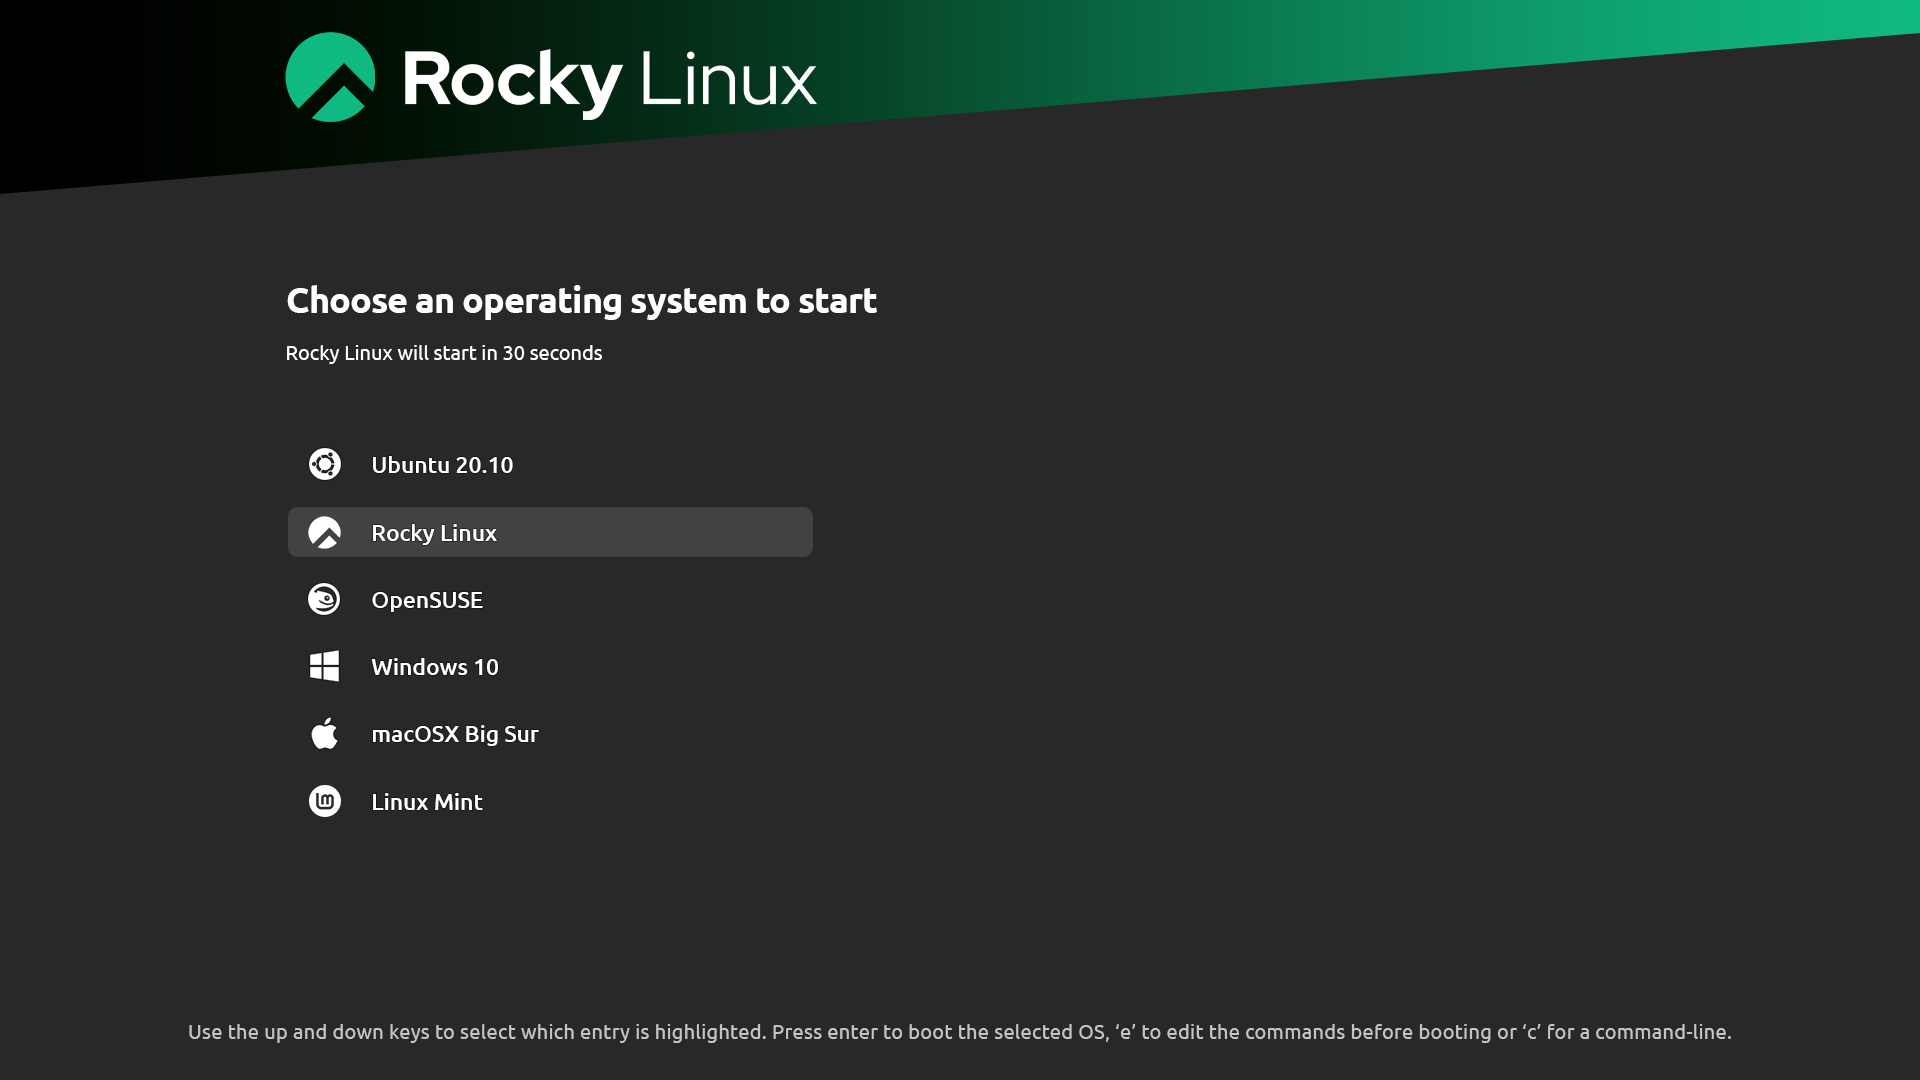 Rocky Linux
Choose an operating system to start
Rocky Linux will start in 30 seconds
Ubuntu 20.10
Rocky Linux
OpenSUSE
Windows 10
macOSX Big Sur
Linux Mint
Use the up and down keys to select which entry is highlighted. Press enter to boot the selected OS, ‘e’ to edit the commands before booting or ‘c’ for a command-line.